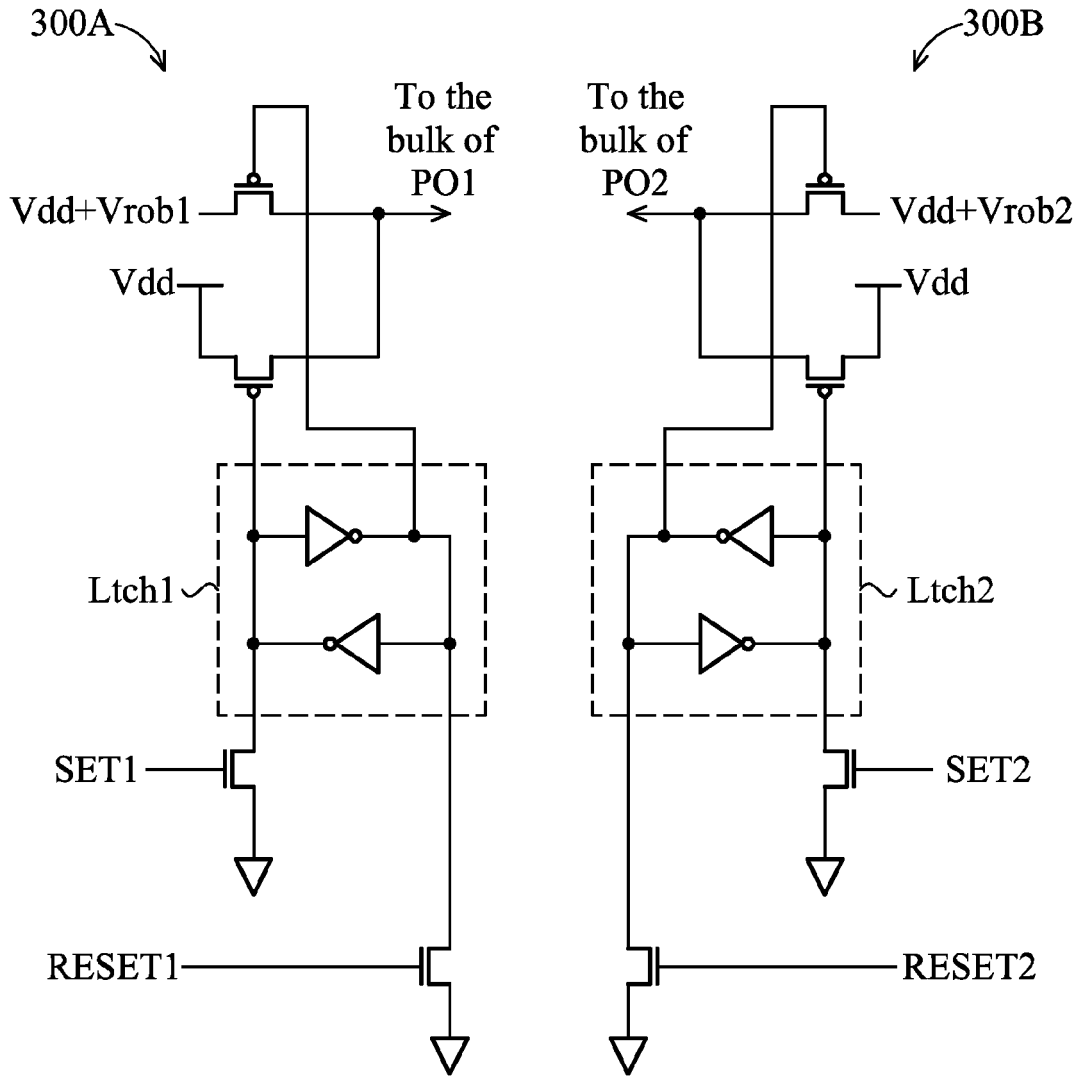 300A
300B
To the
bulk of
PO1
To the
bulk of
PO2
Vdd+Vrob1
Vdd+Vrob2
Vdd
Vdd
Ltch1
Ltch2
SET1
SET2
RESET1
RESET2